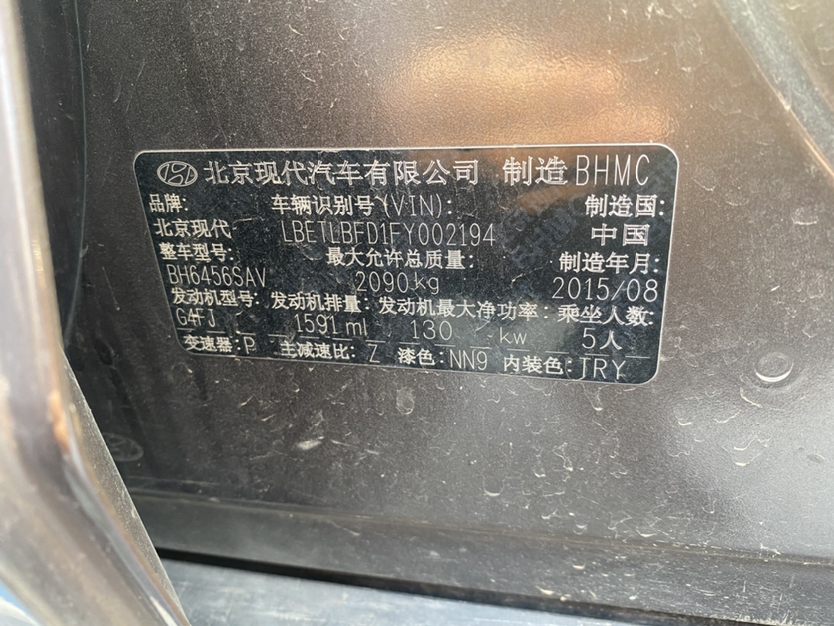 北京现代汽车有限公司 制造 BHMC
品牌: 车辆识别号(VIN): 制造国:
北京现代 LBETLBFD1FY002194 中国
整车型号: 最大允许总质量: 制造年月:
BH6456SAV 2090kg 2015/08
发动机型号: 发动机排量: 发动机最大净功率: 乘坐人数:
G4FJ 1591 ml 130 kw 5人
变速器: P 主减速比: Z 漆色: NN9 内装色: TRY